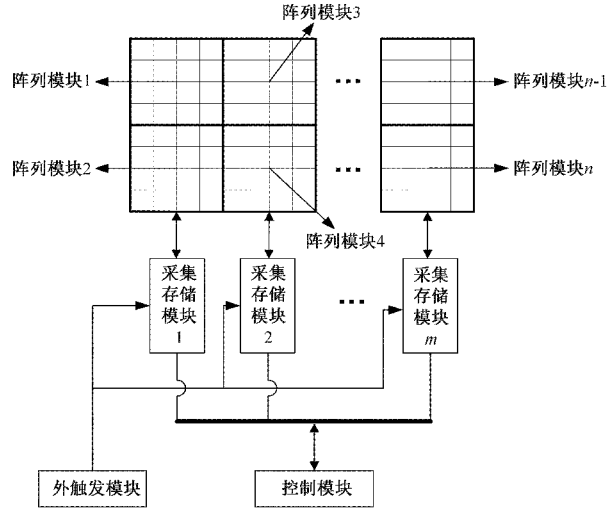 阵列模块3
阵列模块1
阵列模块n-1
阵列模块2
阵列模块n
阵列模块4
采集
存储
模块
1
采集
存储
模块
2
采集
存储
模块
m
外触发模块
控制模块